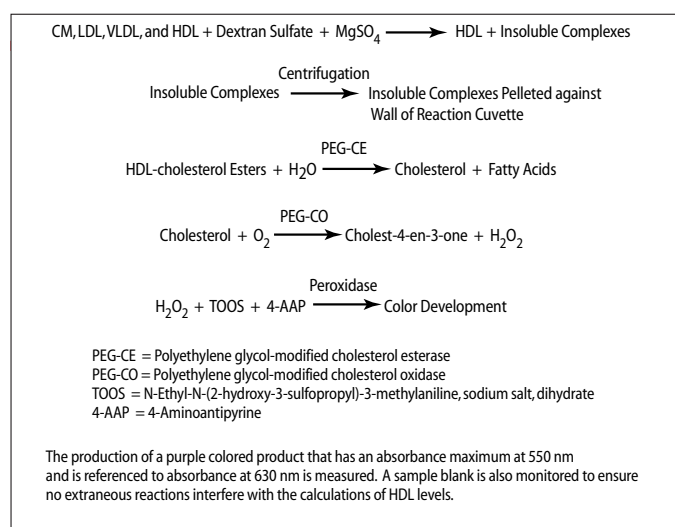 CM, LDL, VLDL, and HDL + Dextran Sulfate + MgSO4 ⟶ HDL + Insoluble Complexes
Centrifugation
Insoluble Complexes ⟶ Insoluble Complexes Pelleted against
Wall of Reaction Cuvette
PEG-CE
HDL-cholesterol Esters + H2O ⟶ Cholesterol + Fatty Acids
PEG-CO
Cholesterol + O2 ⟶ Cholest-4-en-3-one + H2O2
Peroxidase
H2O2 + TOOS + 4-AAP ⟶ Color Development
PEG-CE = Polyethylene glycol-modified cholesterol esterase
PEG-CO = Polyethylene glycol-modified cholesterol oxidase
TOOS = N-Ethyl-N-(2-hydroxy-3-sulfopropyl)-3-methylaniline, sodium salt, dihydrate
4-AAP = 4-Aminoantipyrine
The production of a purple colored product that has an absorbance maximum at 550 nm
and is referenced to absorbance at 630 nm is measured. A sample blank is also monitored to ensure
no extraneous reactions interfere with the calculations of HDL levels.